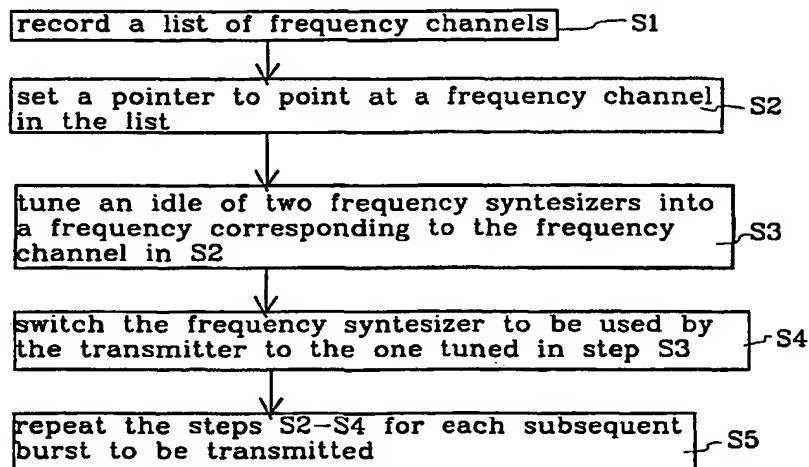 record a list of frequency channels S1
set a pointer to point at a frequency channel
in the list S2
tune an idle of two frequency syntesizers into
a frequency corresponding to the frequency
channel in S2 S3
switch the frequency syntesizer to be used by
the transmitter to the one tuned in step S3 S4
repeat the steps S2-S4 for each subsequent
burst to be transmitted S5